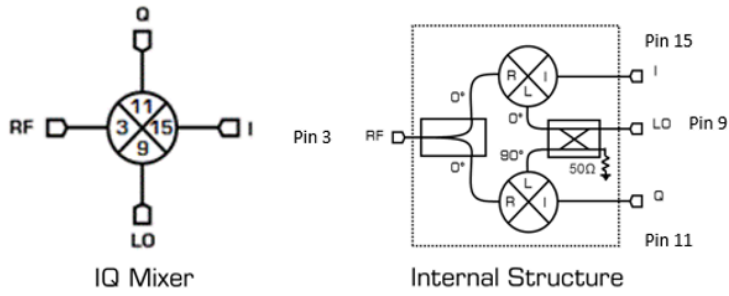 Q
11
RF
3
15
I
9
LO
IQ Mixer
Pin 15
R
I
L
I
0°
0°
Pin 3
RF
LO
Pin 9
90°
0°
50Ω
L
R
I
Q
Pin 11
Internal Structure